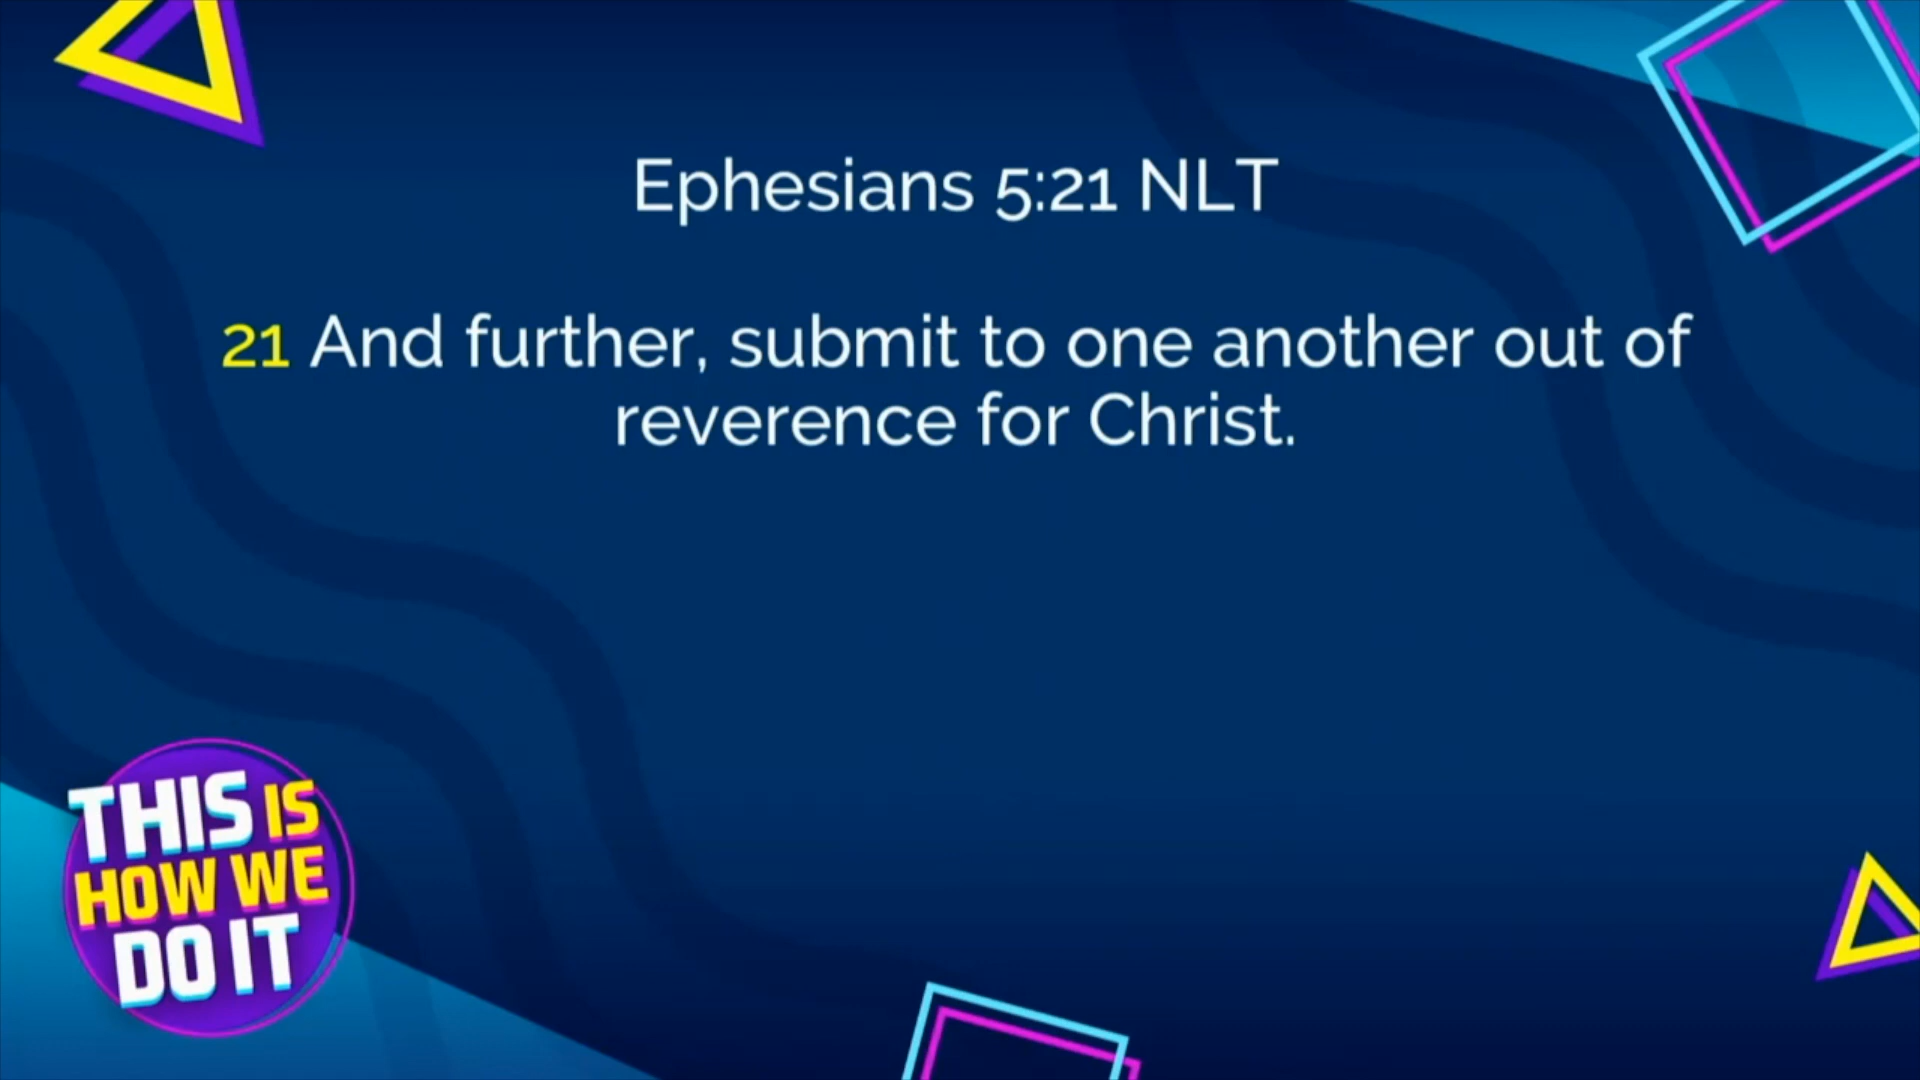 Ephesians 5:21 NLT
21 And further, submit to one another out of
reverence for Christ.
THIS IS
HOW WE
DO IT